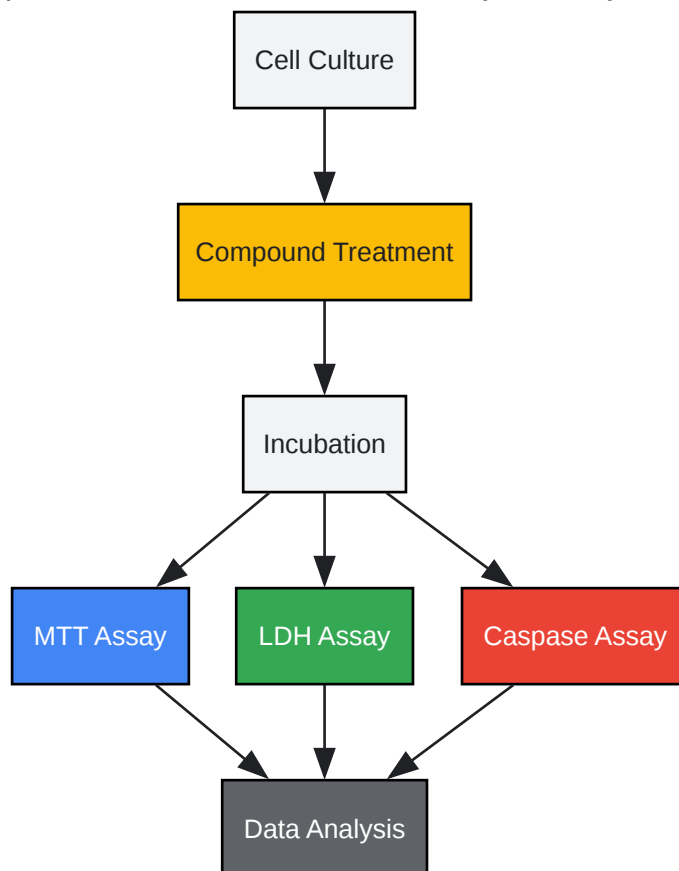 Cell Culture
Compound Treatment
Incubation
MTT Assay
LDH Assay
Caspase Assay
Data Analysis